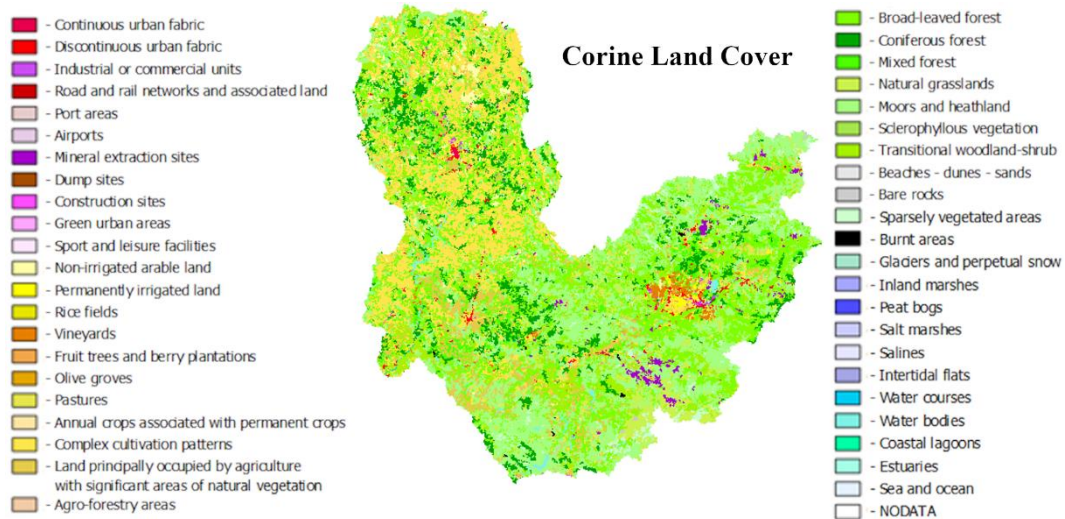 - Continuous urban fabric
- Discontinuous urban fabric
- Industrial or commercial units
- Road and rail networks and associated land
- Port areas
- Airports
- Mineral extraction sites
- Dump sites
- Construction sites
- Green urban areas
- Sport and leisure facilities
- Non-irrigated arable land
- Permanently irrigated land
- Rice fields
- Vineyards
- Fruit trees and berry plantations
- Olive groves
- Pastures
- Annual crops associated with permanent crops
- Complex cultivation patterns
- Land principally occupied by agriculture
with significant areas of natural vegetation
- Agro-forestry areas
Corine Land Cover
- Broad-leaved forest
- Coniferous forest
- Mixed forest
- Natural grasslands
- Moors and heathland
- Sclerophyllous vegetation
- Transitional woodland-shrub
- Beaches - dunes - sands
- Bare rocks
- Sparsely vegetated areas
- Burnt areas
- Glaciers and perpetual snow
- Inland marshes
- Peat bogs
- Salt marshes
- Salines
- Intertidal flats
- Water courses
- Water bodies
- Coastal lagoons
- Estuaries
- Sea and ocean
- NODATA